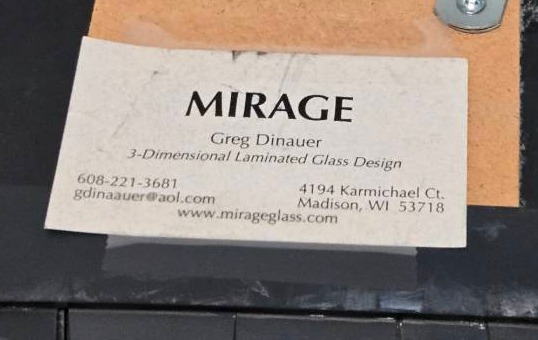 MIRAGE
Greg Dinauer
3-Dimensional Laminated Glass Design
608-221-3681
gdinaauer@aol.com
4194 Karmichael Ct.
Madison, WI 53718
www.mirageglass.com